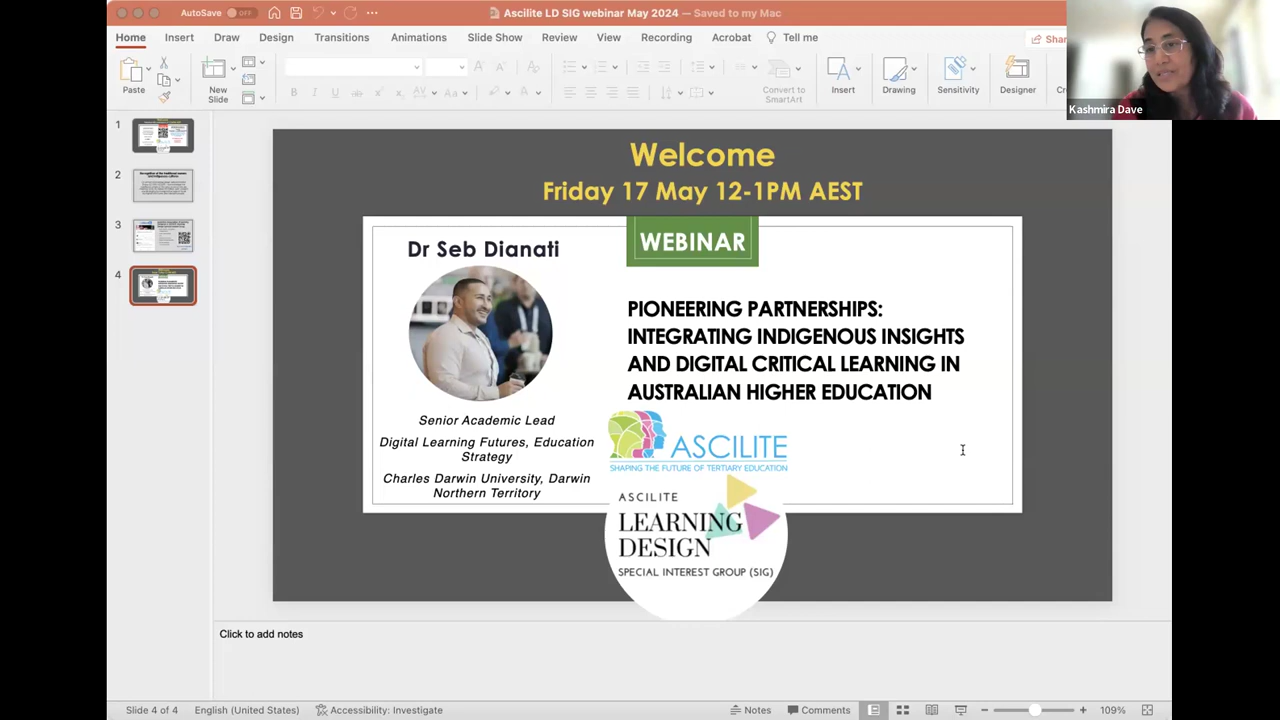 AutoSave OFF
Ascilite LD SIG webinar May 2024 — Saved to my Mac
Home Insert Draw Design Transitions Animations Slide Show Review View Recording Acrobat Tell me
Paste
New
Slide
Convert to
SmartArt
Insert
Drawing
Sensitivity
Designer
Kashmira Dave
1
2
3
4
Welcome
Friday 17 May 12-1PM AEST
WEBINAR
Dr Seb Dianati
PIONEERING PARTNERSHIPS:
INTEGRATING INDIGENOUS INSIGHTS
AND DIGITAL CRITICAL LEARNING IN
AUSTRALIAN HIGHER EDUCATION
Senior Academic Lead
Digital Learning Futures, Education
Strategy
Charles Darwin University, Darwin
Northern Territory
ASCILITE
SHAPING THE FUTURE OF TERTIARY EDUCATION
ASCILITE
LEARNING
DESIGN
SPECIAL INTEREST GROUP (SIG)
Click to add notes
Slide 4 of 4 English (United States) Accessibility: Investigate Notes Comments 109%